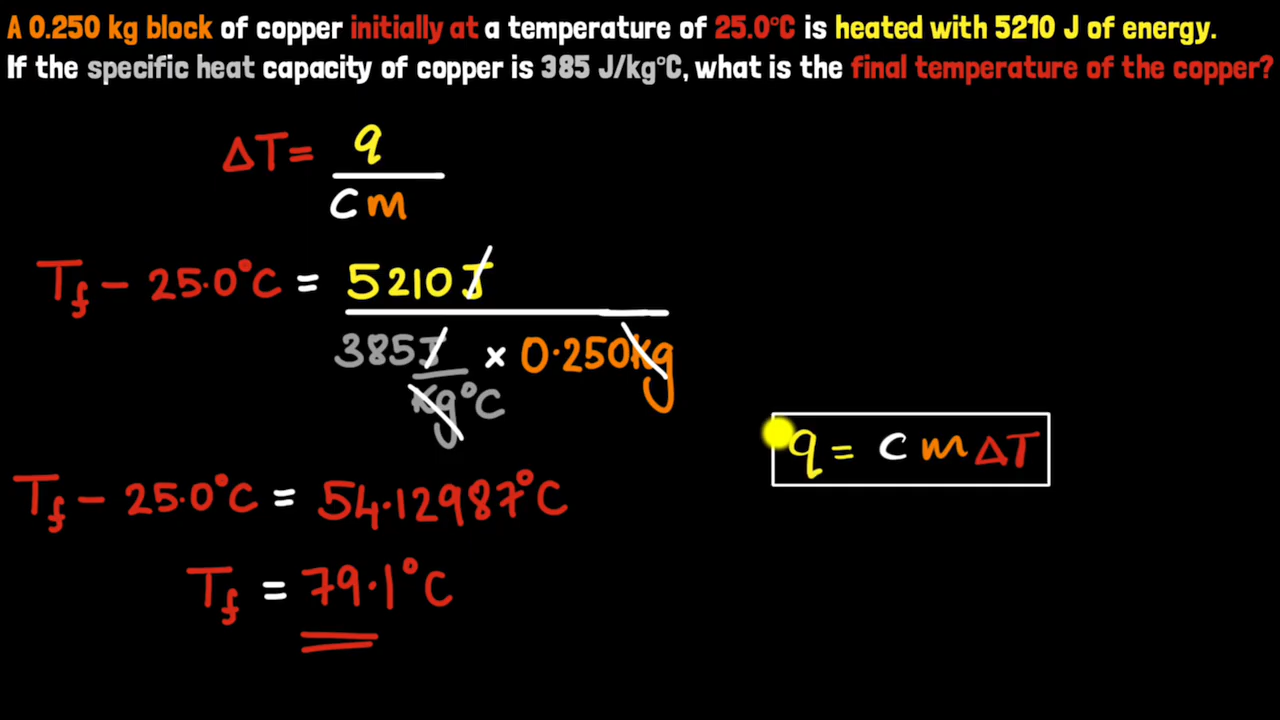 A 0.250 kg block of copper initially at a temperature of 25.0°C is heated with 5210 J of energy.
If the specific heat capacity of copper is 385 J/kg°C, what is the final temperature of the copper?
ΔT= q
C m
Tf - 25.0°C = 5210 J
385 J x 0.250 kg
kg°C
q = C m ΔT
Tf - 25.0°C = 54.12987°C
Tf = 79.1°C